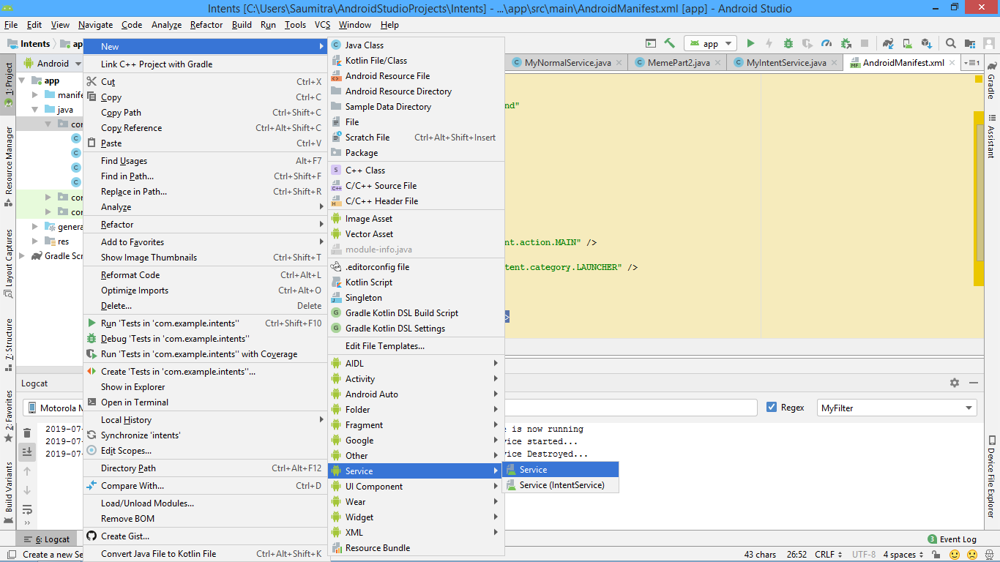 Intents [C:\Users\Saumitra\AndroidStudioProjects\Intents] - ...\app\src\main\AndroidManifest.xml [app] - Android Studio
File Edit View Navigate Code Analyze Refactor Build Run Tools VCS Window Help
Intents
app
MyNormalService.java
MemePart2.java
MyIntentService.java
AndroidManifest.xml
1
1: Project
Resource Manager
Layout Captures
7: Structure
2: Favorites
Build Variants
Android
app
java
res
New
Link C++ Project with Gradle
Cut Ctrl+X
Copy Ctrl+C
Copy Path Ctrl+Shift+C
Copy Reference Ctrl+Alt+Shift+C
Paste Ctrl+V
Find Usages Alt+F7
Find in Path... Ctrl+Shift+F
Replace in Path... Ctrl+Shift+R
Analyze
Refactor
Add to Favorites
Show Image Thumbnails Ctrl+Shift+T
Reformat Code Ctrl+Alt+L
Optimize Imports Ctrl+Alt+O
Delete... Delete
Run 'Tests in 'com.example.intents'' Ctrl+Shift+F10
Debug 'Tests in 'com.example.intents''
Run 'Tests in 'com.example.intents'' with Coverage
Create 'Tests in 'com.example.intents''...
Show in Explorer
Open in Terminal
Local History
Synchronize 'intents'
Edit Scopes...
Directory Path Ctrl+Alt+F12
Compare With... Ctrl+D
Load/Unload Modules...
Remove BOM
Create Gist...
Convert Java File to Kotlin File Ctrl+Alt+Shift+K
Java Class
Kotlin File/Class
Android Resource File
Android Resource Directory
Sample Data Directory
File
Scratch File Ctrl+Alt+Shift+Insert
Package
C++ Class
C/C++ Source File
C/C++ Header File
Image Asset
Vector Asset
module-info.java
.editorconfig file
Kotlin Script
Singleton
Gradle Kotlin DSL Build Script
Gradle Kotlin DSL Settings
Edit File Templates...
AIDL
Activity
Android Auto
Folder
Fragment
Google
Other
Service
UI Component
Wear
Widget
XML
Resource Bundle
Service
Service (IntentService)
nd"
nt.action.MAIN" />
tent.category.LAUNCHER" />
>
Gradle
Assistant
Device File Explorer
Logcat
Motorola
Regex
MyFilter
2019-07-
2019-07-
2019-07-
is now running
vice started...
vice Destroyed...
6: Logcat
3 Event Log
Create a new Se
43 chars 26:52 CRLF UTF-8 4 spaces